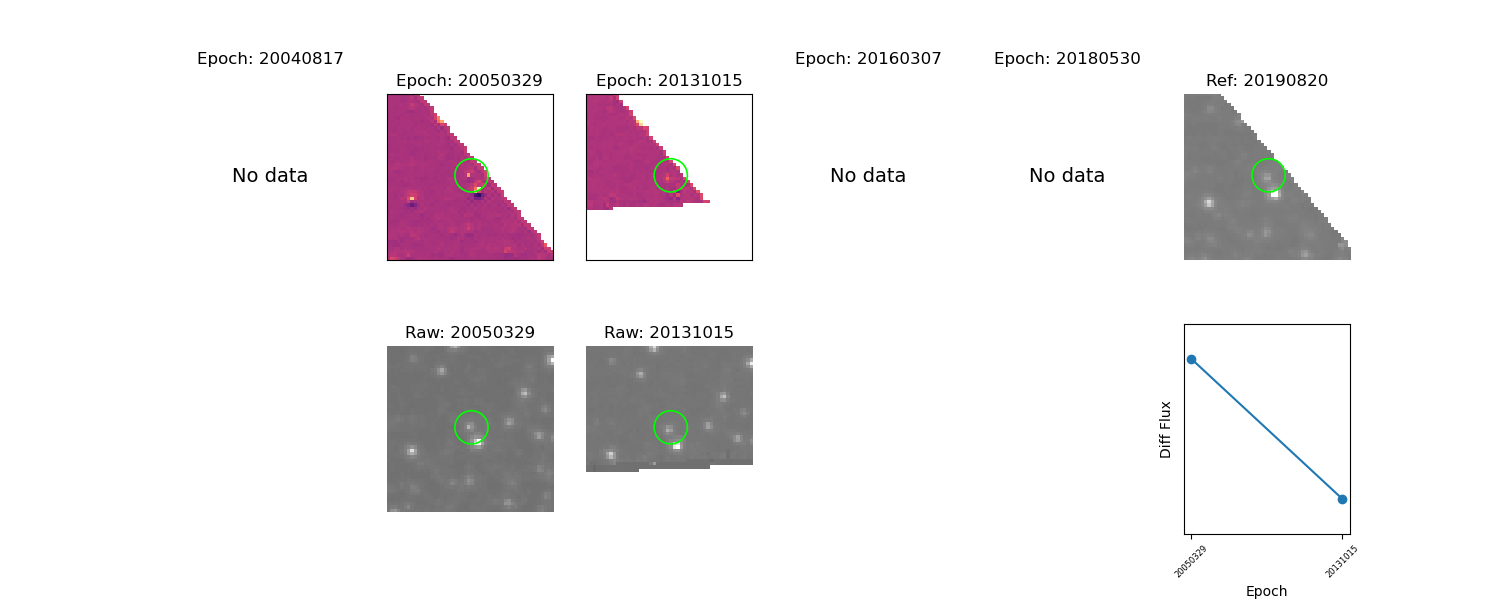 Epoch: 20040817
Epoch: 20050329
Epoch: 20131015
Epoch: 20160307
Epoch: 20180530
Ref: 20190820
No data
No data
No data
Raw: 20050329
Raw: 20131015
Diff Flux
20050329
20131015
Epoch